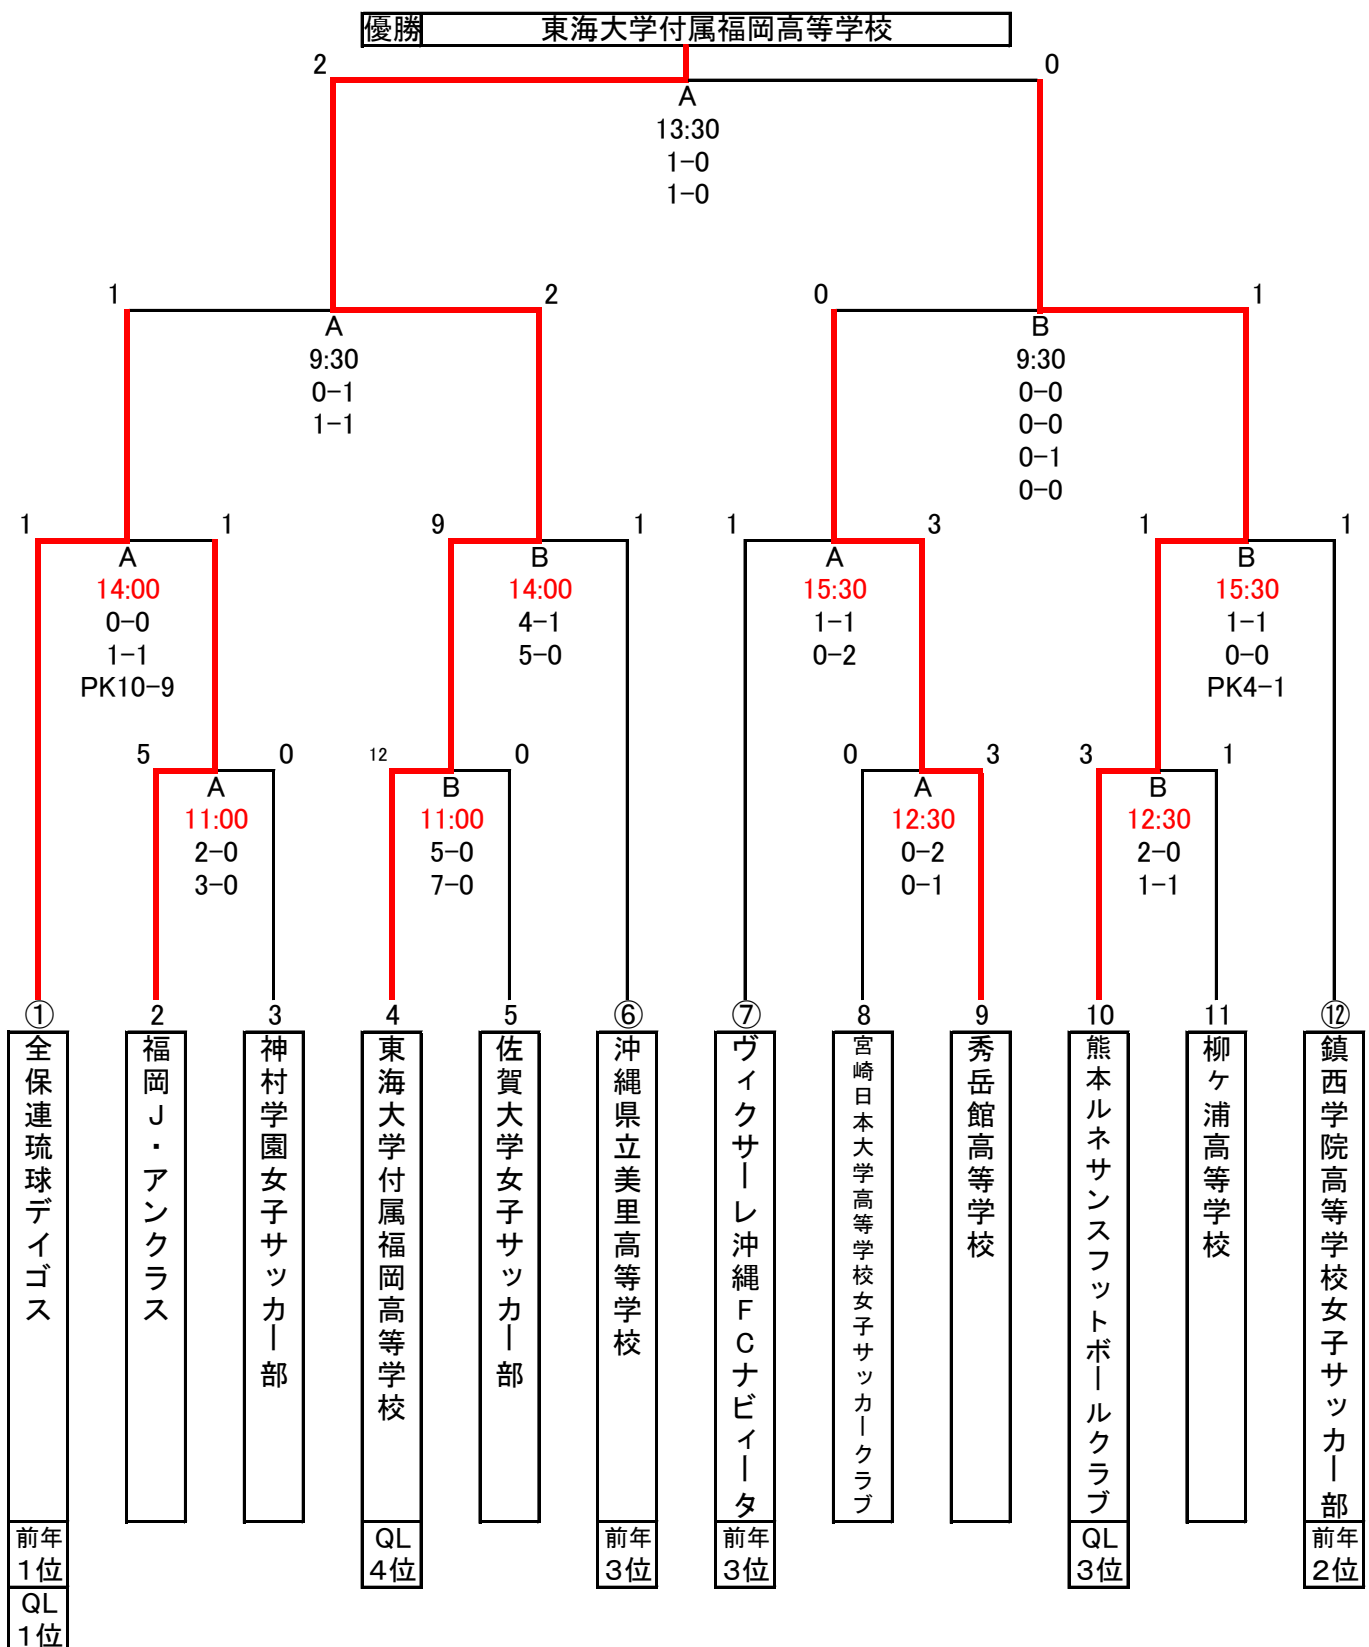 優勝 東海大学付属福岡高等学校
2 0
A
13:30
1-0
1-0
1 2 0 1
A B
9:30 9:30
0-1 0-0
1-1 0-0
0-1
0-0
1 1 9 1 1 3 1 1
A B A B
14:00 14:00 15:30 15:30
0-0 4-1 1-1 1-1
1-1 5-0 0-2 0-0
PK10-9 PK4-1
5 0 12 0 0 3 3 1
A B A B
11:00 11:00 12:30 12:30
2-0 5-0 0-2 2-0
3-0 7-0 0-1 1-1
① 2 3 4 5 ⑥ ⑦ 8 9 10 11 ⑫
全保連琉球デイゴス
福岡J・アンクラス
神村学園女子サッカー部
東海大学付属福岡高等学校
佐賀大学女子サッカー部
沖縄県立美里高等学校
ヴィクサーレ沖縄FCナビィータ
宮崎日本大学高等学校女子サッカークラブ
秀岳館高等学校
熊本ルネサンスフットボールクラブ
柳ヶ浦高等学校
鎮西学院高等学校女子サッカー部
前年 QL 前年 前年 QL 前年
1位 4位 3位 3位 3位 2位
QL
1位